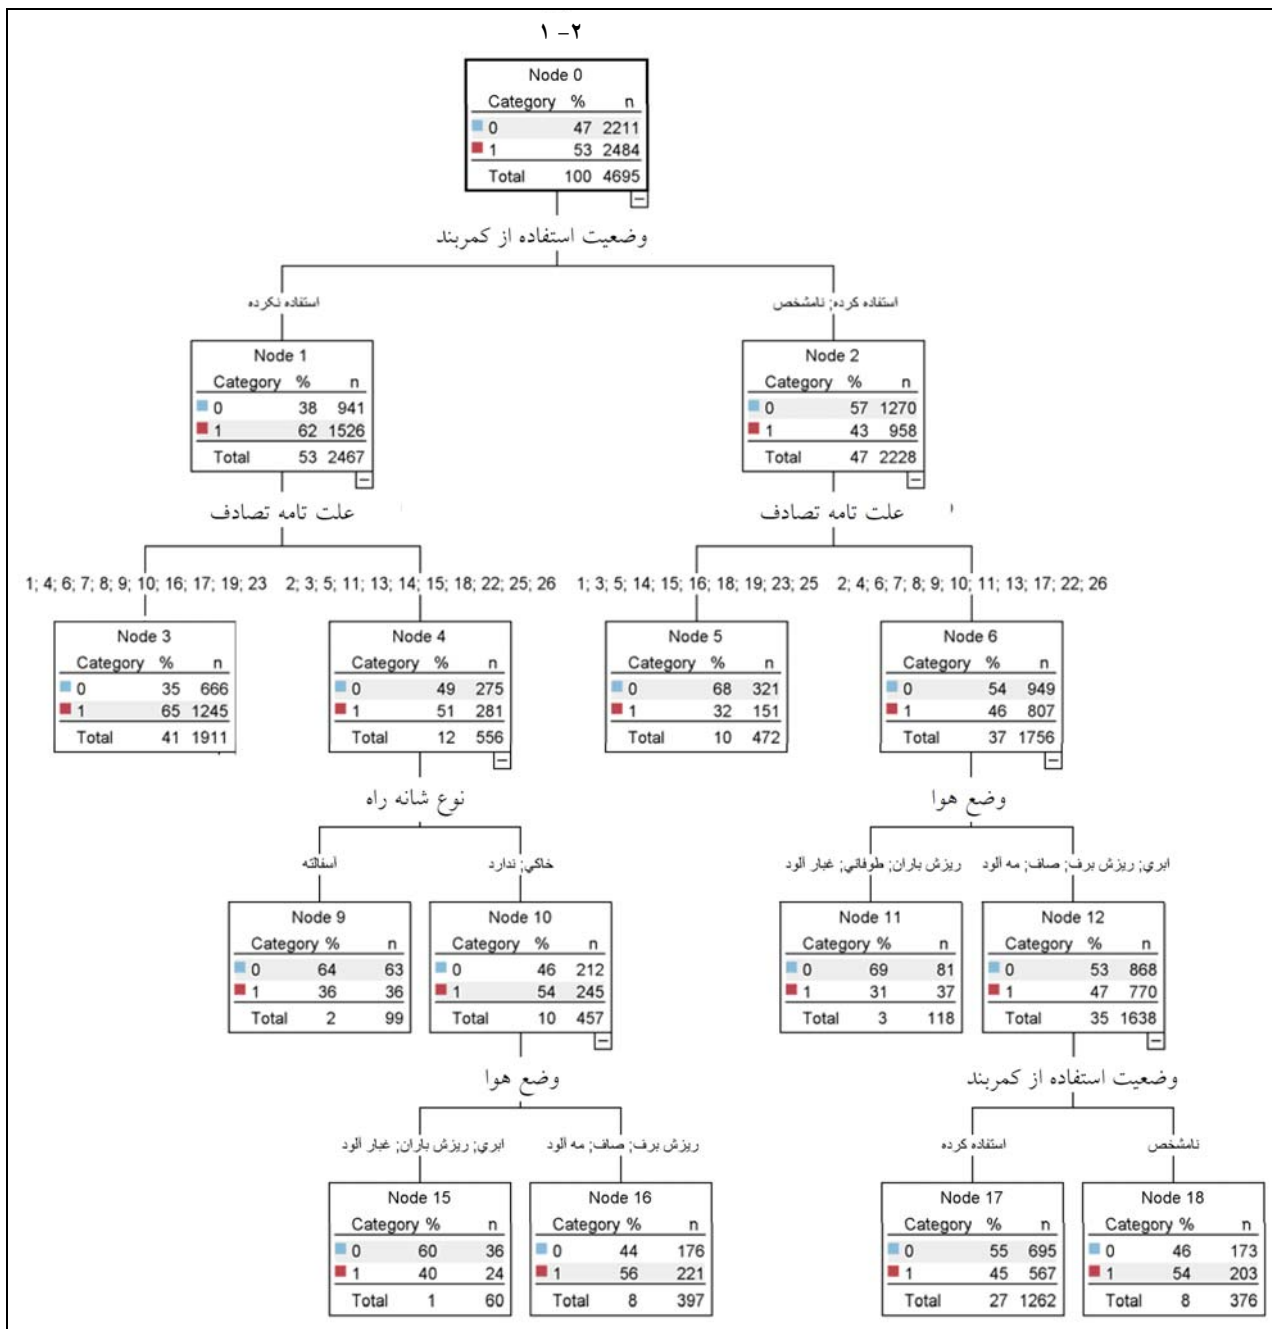 ۲– ۱
Node 0
Category % n
0 47 2211
1 53 2484
Total 100 4695
وضعیت استفاده از کمربند
استفاده نكرده
استفاده كرده; نامشخص
Node 1
Category % n
0 38 941
1 62 1526
Total 53 2467
Node 2
Category % n
0 57 1270
1 43 958
Total 47 2228
علت تامه تصادف
علت تامه تصادف
1; 4; 6; 7; 8; 9; 10; 16; 17; 19; 23
2; 3; 5; 11; 13; 14; 15; 18; 22; 25; 26
1; 3; 5; 14; 15; 16; 18; 19; 23; 25
2; 4; 6; 7; 8; 9; 10; 11; 13; 17; 22; 26
Node 3
Category % n
0 35 666
1 65 1245
Total 41 1911
Node 4
Category % n
0 49 275
1 51 281
Total 12 556
Node 5
Category % n
0 68 321
1 32 151
Total 10 472
Node 6
Category % n
0 54 949
1 46 807
Total 37 1756
نوع شانه راه
وضع هوا
آسفالته
خاكي; ندارد
ريزش باران; طوفاني; غبار آلود
ابري; ريزش برف; صاف; مه آلود
Node 9
Category % n
0 64 63
1 36 36
Total 2 99
Node 10
Category % n
0 46 212
1 54 245
Total 10 457
Node 11
Category % n
0 69 81
1 31 37
Total 3 118
Node 12
Category % n
0 53 868
1 47 770
Total 35 1638
وضع هوا
وضعیت استفاده از کمربند
ابري; ريزش باران; غبار آلود
ريزش برف; صاف; مه آلود
استفاده كرده
نامشخص
Node 15
Category % n
0 60 36
1 40 24
Total 1 60
Node 16
Category % n
0 44 176
1 56 221
Total 8 397
Node 17
Category % n
0 55 695
1 45 567
Total 27 1262
Node 18
Category % n
0 46 173
1 54 203
Total 8 376